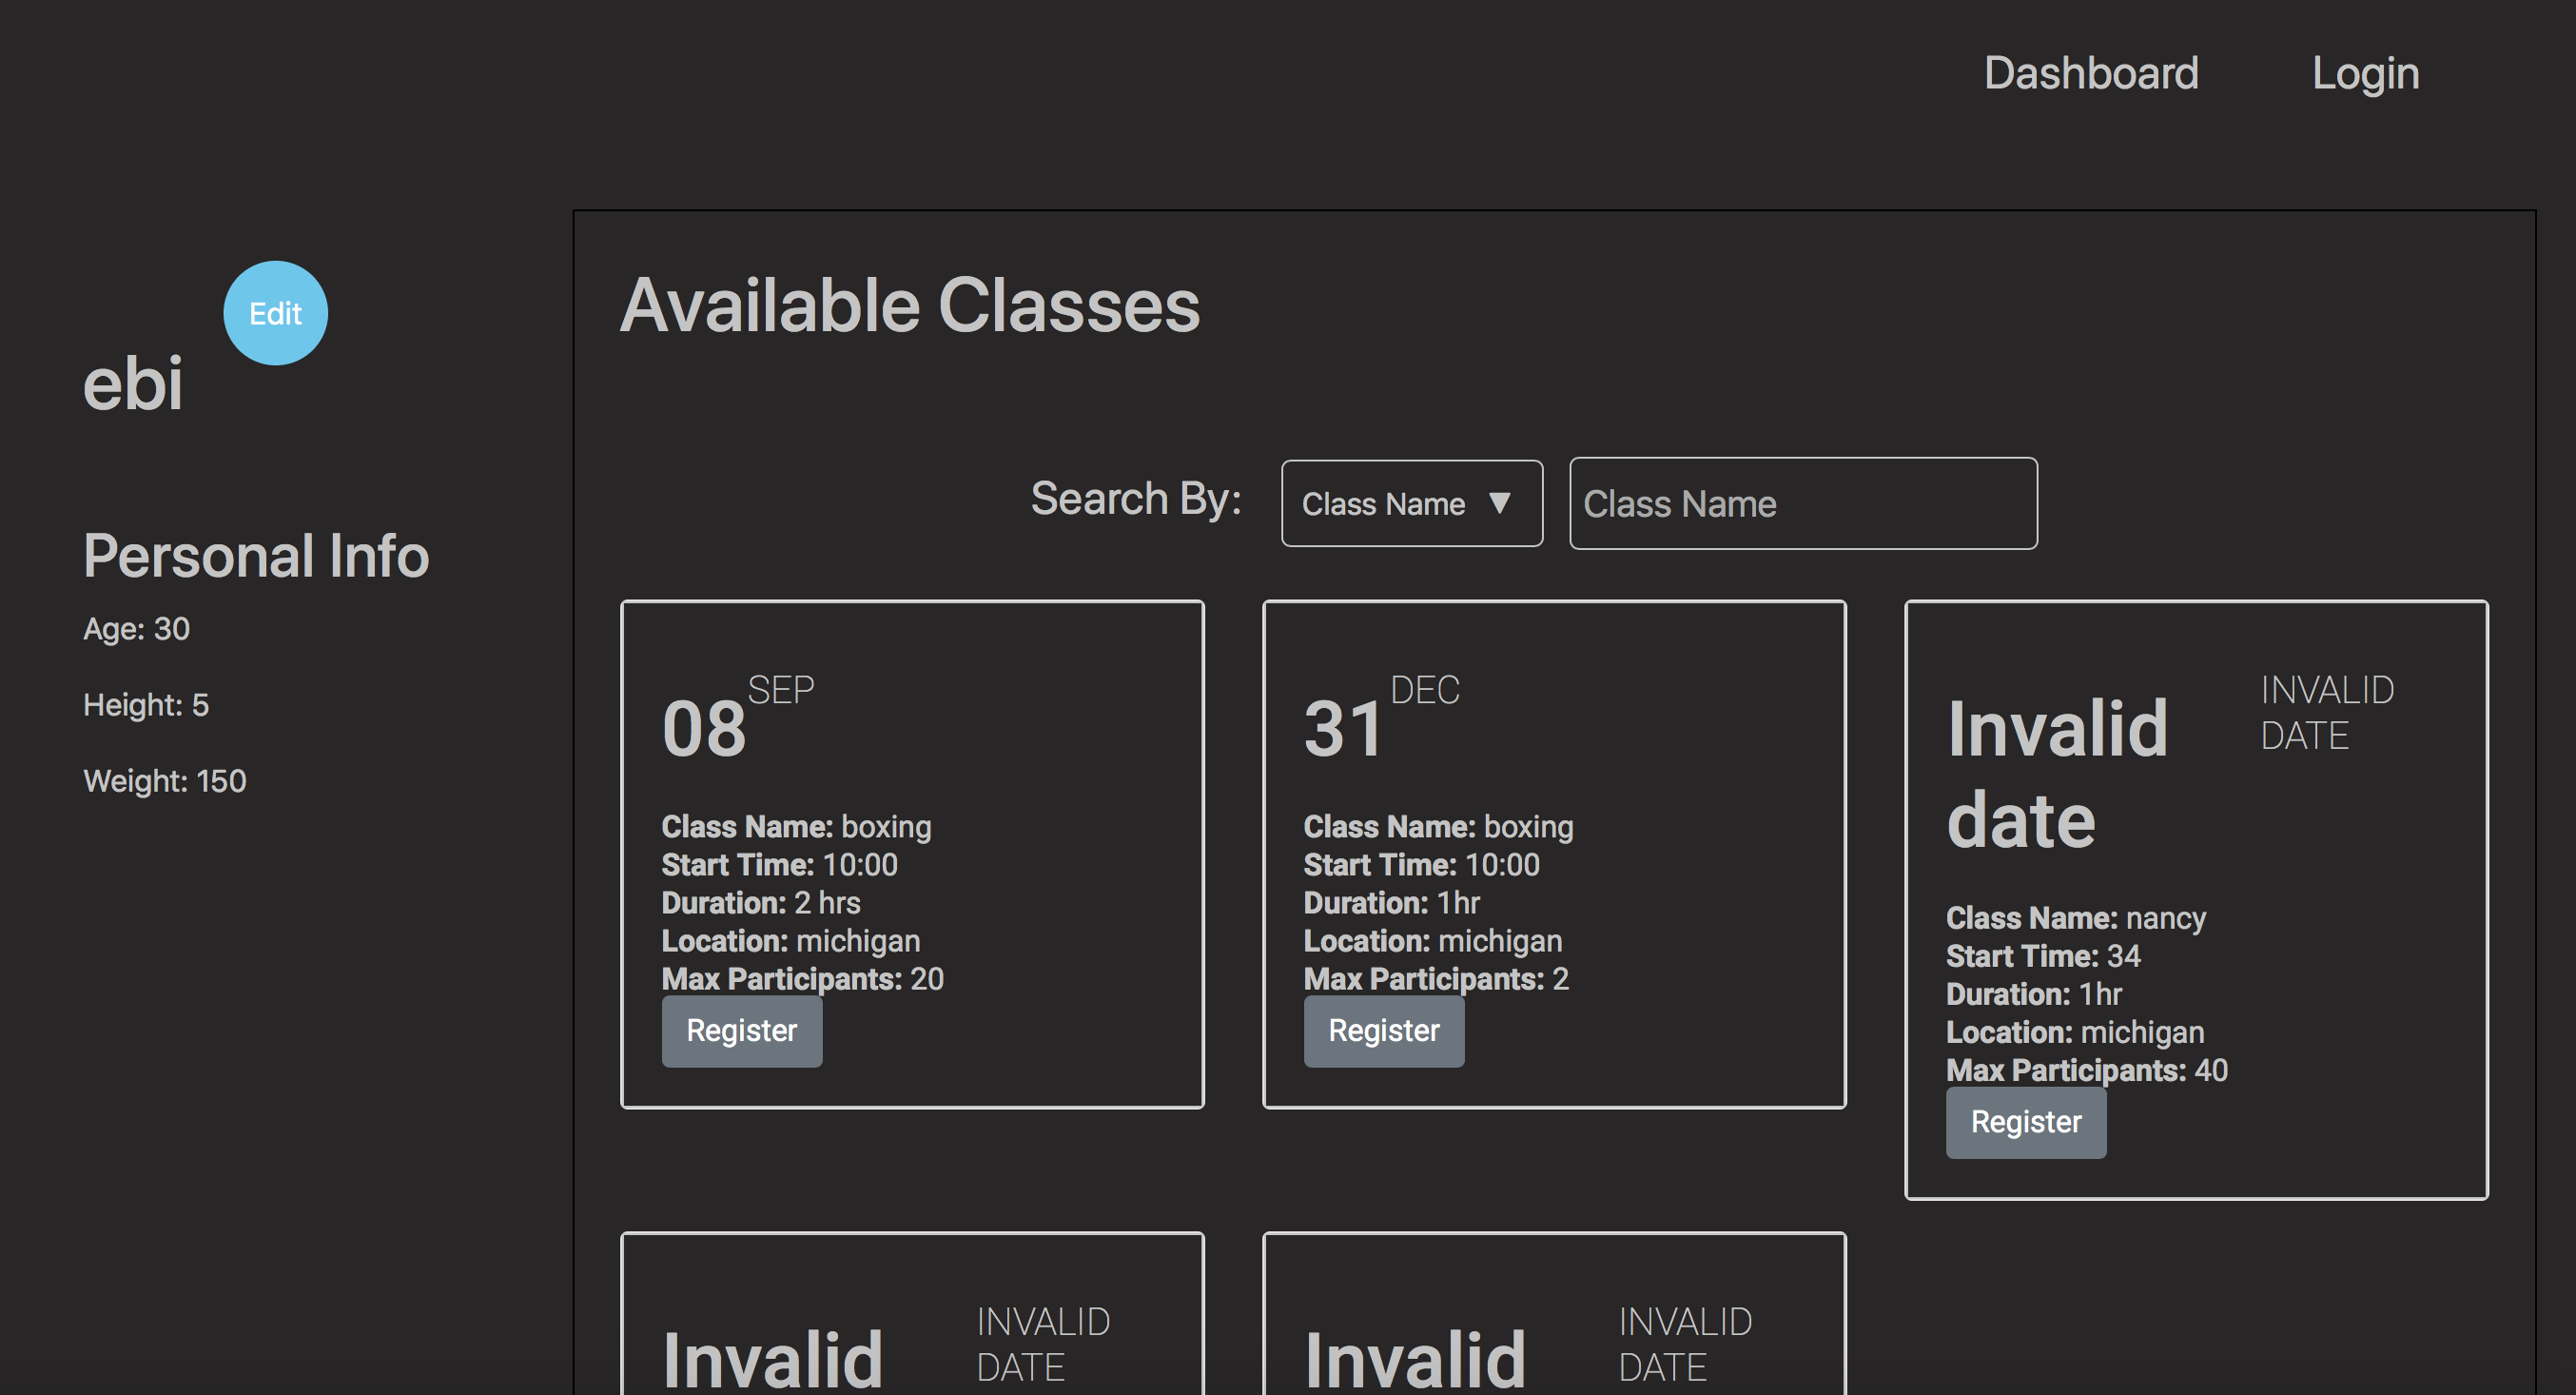 Dashboard Login
Edit
ebi
Personal Info
Age: 30
Height: 5
Weight: 150
Available Classes
Search By: Class Name ▼ Class Name
08 SEP
Class Name: boxing
Start Time: 10:00
Duration: 2 hrs
Location: michigan
Max Participants: 20
Register
31 DEC
Class Name: boxing
Start Time: 10:00
Duration: 1hr
Location: michigan
Max Participants: 2
Register
Invalid
date
INVALID
DATE
Class Name: nancy
Start Time: 34
Duration: 1hr
Location: michigan
Max Participants: 40
Register
Invalid
INVALID
DATE
Invalid
INVALID
DATE